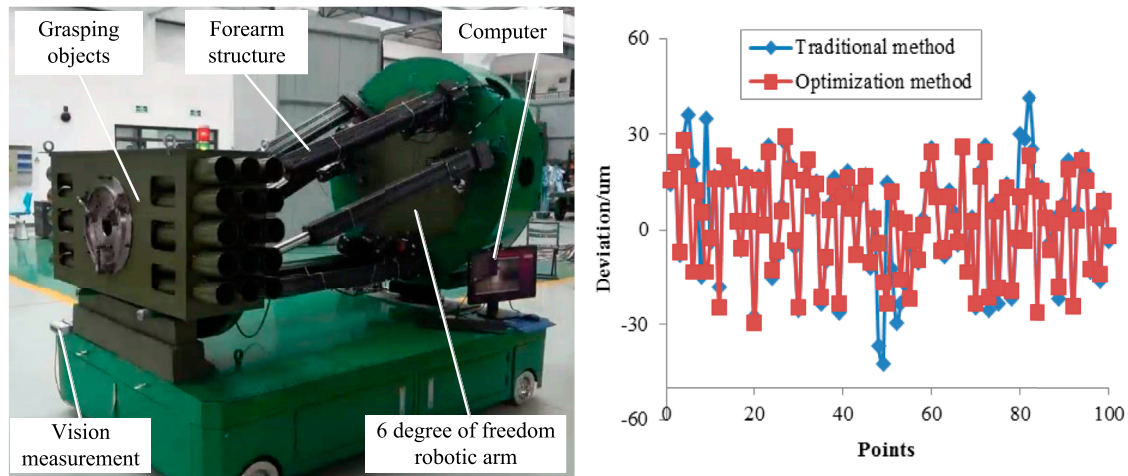 Grasping
objects
Forearm
structure
Computer
Vision
measurement
6 degree of freedom
robotic arm
Traditional method
Optimization method
Deviation/um
60
30
0
-30
-60
0
20
40
60
80
100
Points